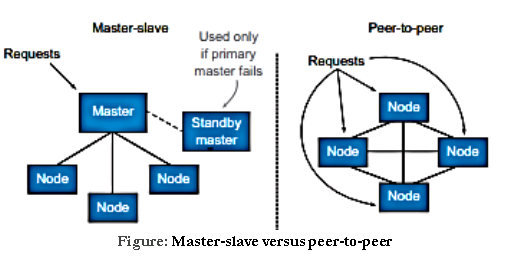 Master-slave
Used only
if primary
master fails
Requests
Master
Standby
master
Node
Node
Node
Peer-to-peer
Requests
Node
Node
Node
Node
Figure: Master-slave versus peer-to-peer